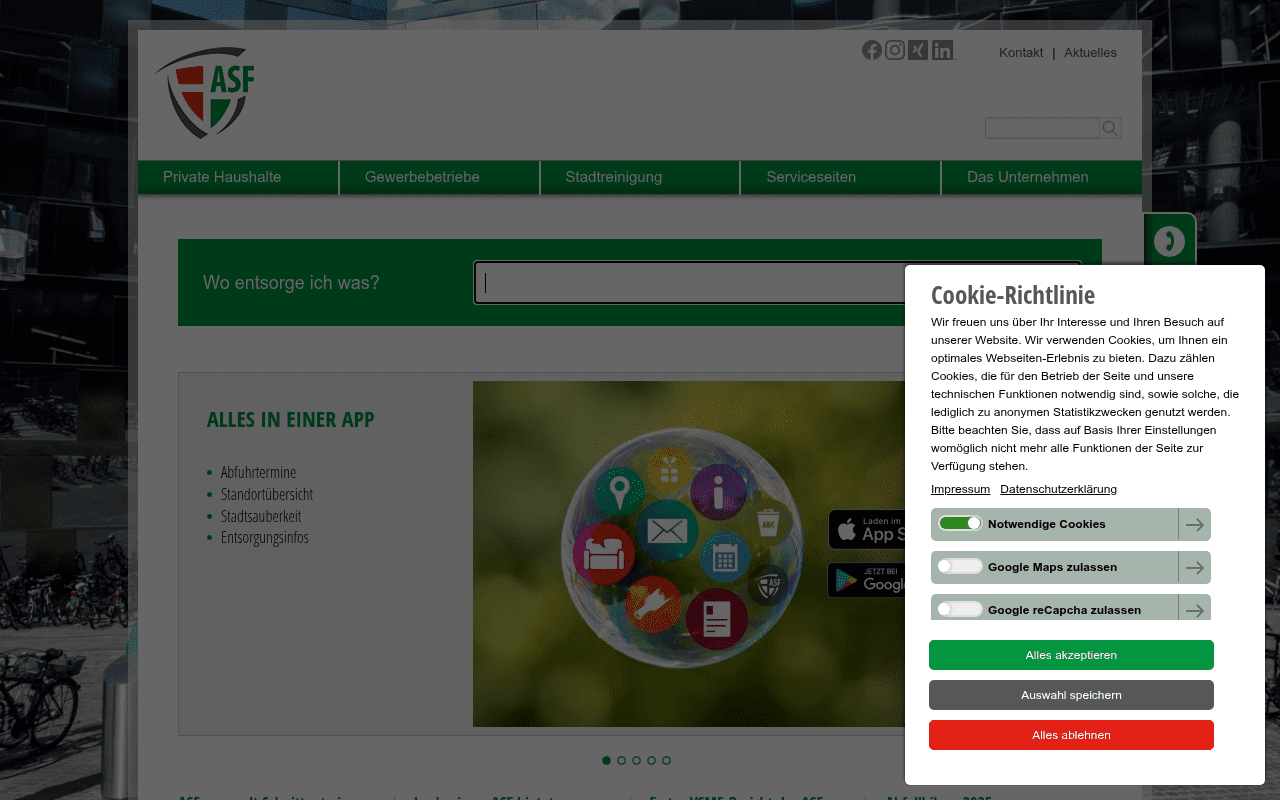 ASF
Kontakt | Aktuelles
Private Haushalte
Gewerbebetriebe
Stadtreinigung
Serviceseiten
Das Unternehmen
Wo entsorge ich was?
ALLES IN EINER APP
Abfuhrtermine
Standortübersicht
Stadtsauberkeit
Entsorgungsinfos
ABC
ASF
Laden im
App S
JETZT BEI
Google
Cookie-Richtlinie
Wir freuen uns über Ihr Interesse und Ihren Besuch auf
unserer Website. Wir verwenden Cookies, um Ihnen ein
optimales Webseiten-Erlebnis zu bieten. Dazu zählen
Cookies, die für den Betrieb der Seite und unsere
technischen Funktionen notwendig sind, sowie solche, die
lediglich zu anonymen Statistikzwecken genutzt werden.
Bitte beachten Sie, dass auf Basis Ihrer Einstellungen
womöglich nicht mehr alle Funktionen der Seite zur
Verfügung stehen.
Impressum Datenschutzerklärung
Notwendige Cookies
Google Maps zulassen
Google reCapcha zulassen
Alles akzeptieren
Auswahl speichern
Alles ablehnen